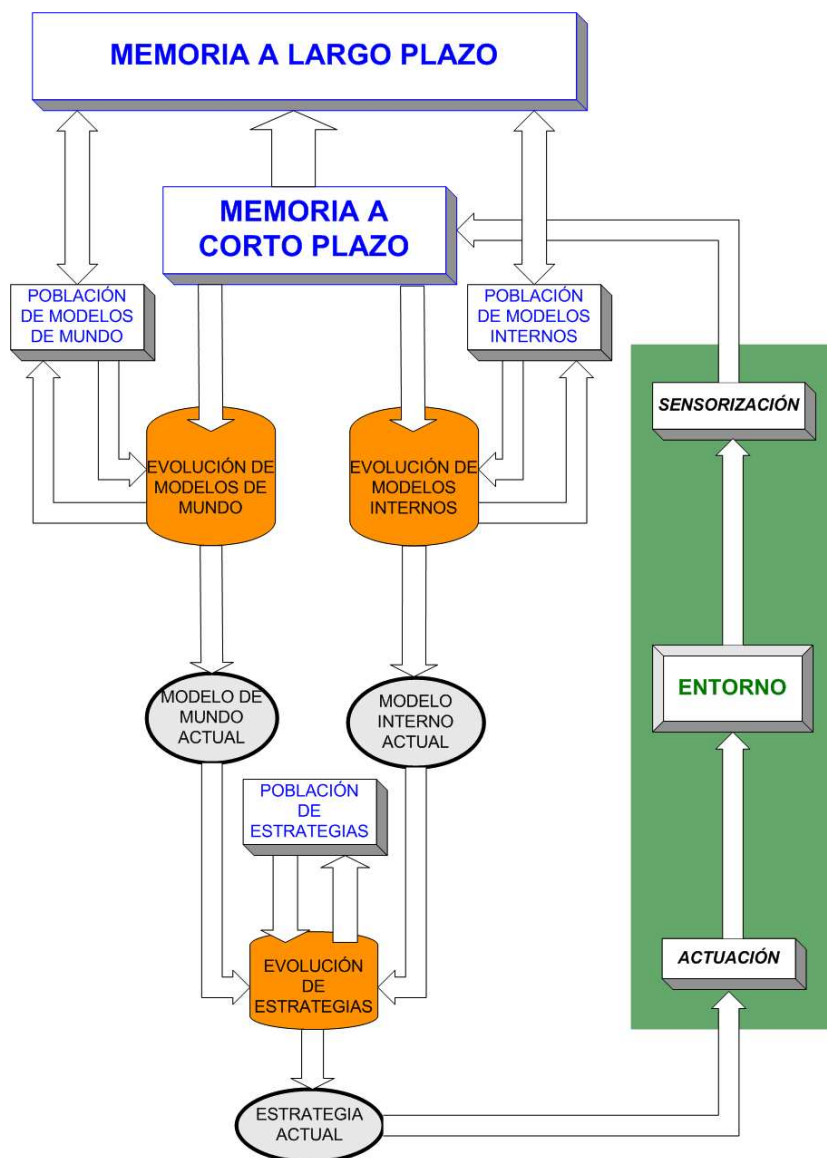 MEMORIA A LARGO PLAZO
MEMORIA A
CORTO PLAZO
POBLACIÓN
DE MODELOS
DE MUNDO
POBLACIÓN
DE MODELOS
INTERNOS
SENSORIZACIÓN
EVOLUCIÓN DE
MODELOS DE
MUNDO
EVOLUCIÓN DE
MODELOS
INTERNOS
ENTORNO
MODELO DE
MUNDO
ACTUAL
MODELO
INTERNO
ACTUAL
POBLACIÓN
DE
ESTRATEGIAS
EVOLUCIÓN
DE
ESTRATEGIAS
ACTUACIÓN
ESTRATEGIA
ACTUAL